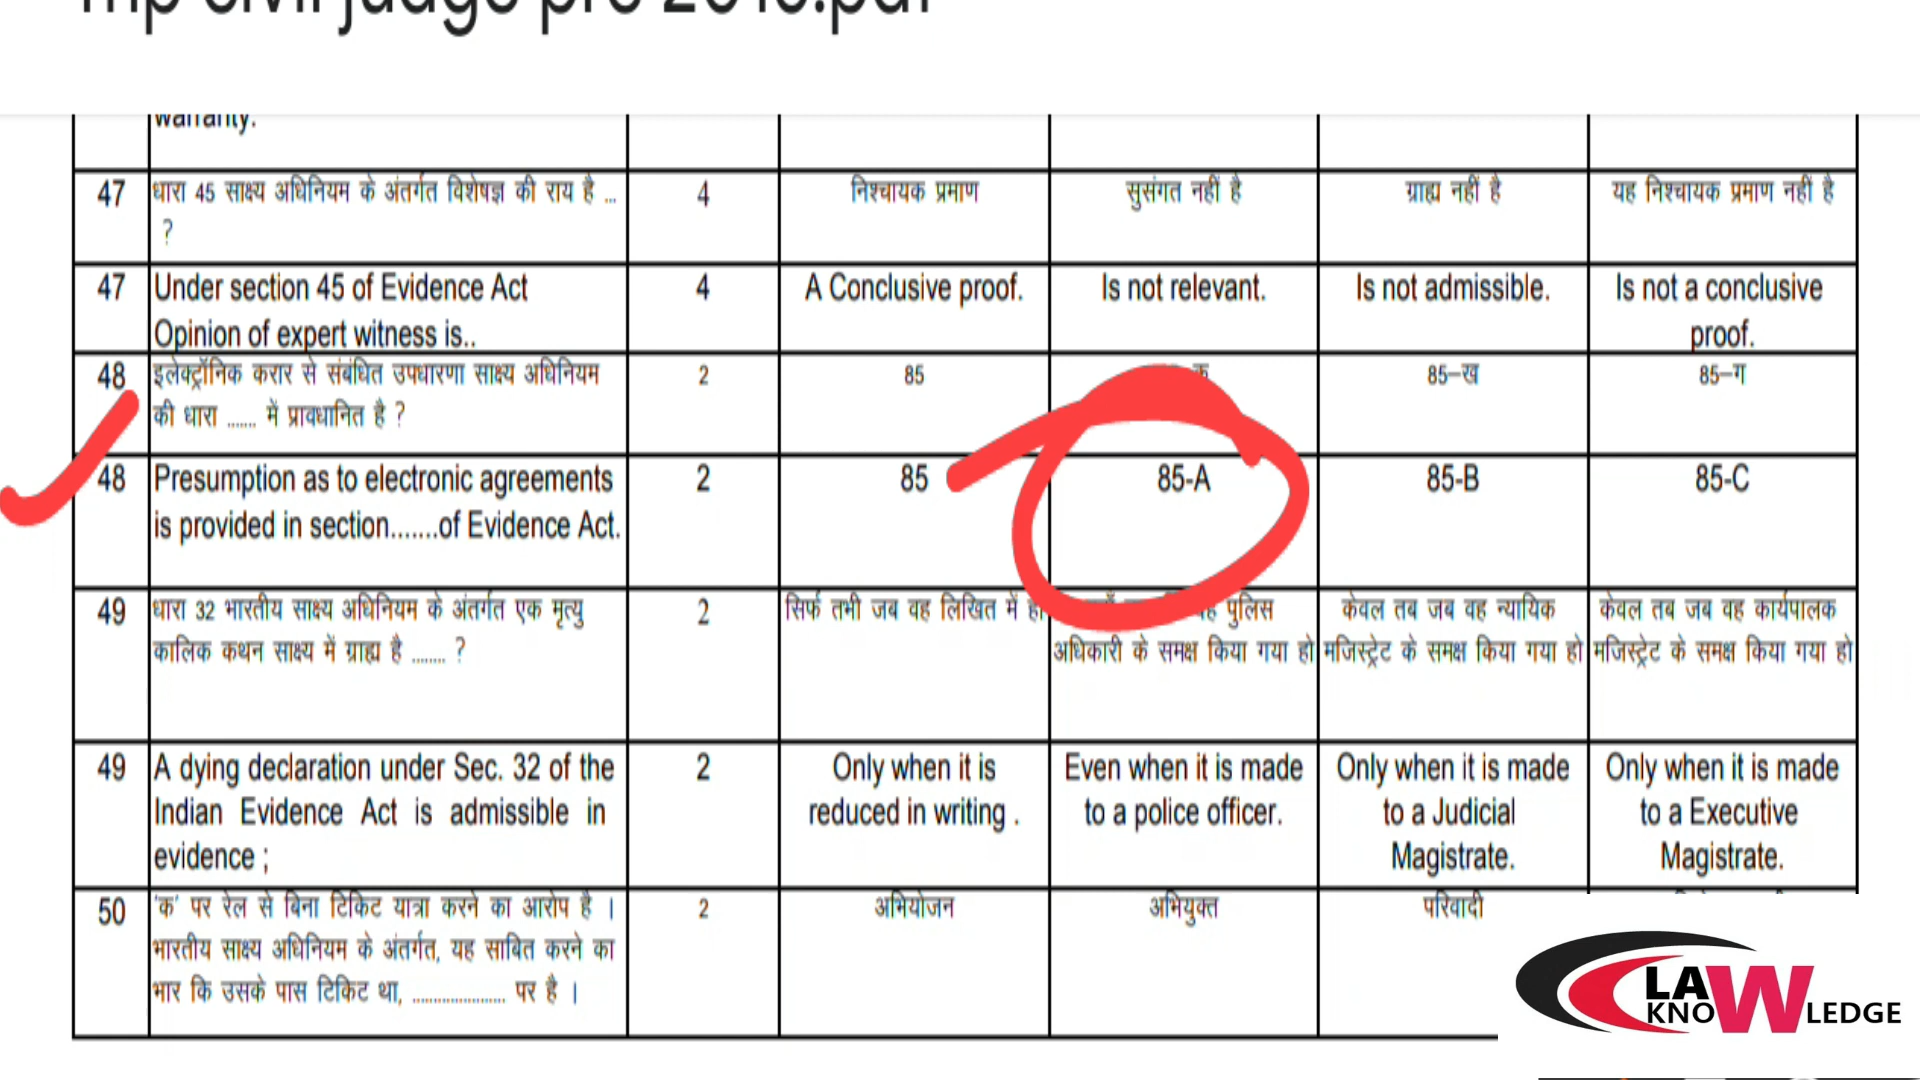 warranty.
47 धारा 45 साक्ष्य अधिनियम के अंतर्गत विशेषज्ञ की राय है ... 4 निश्चायक प्रमाण सुसंगत नहीं है ग्राह्य नहीं है यह निश्चायक प्रमाण नहीं है
?
47 Under section 45 of Evidence Act 4 A Conclusive proof. Is not relevant. Is not admissible. Is not a conclusive
Opinion of expert witness is.. proof.
48 इलेक्ट्रॉनिक करार से संबंधित उपधारणा साक्ष्य अधिनियम 2 85 85–ख 85–ग
की धारा ....... में प्रावधानित है ?
48 Presumption as to electronic agreements 2 85 85-A 85-B 85-C
is provided in section.......of Evidence Act.
49 धारा 32 भारतीय साक्ष्य अधिनियम के अंतर्गत एक मृत्यु 2 सिर्फ तभी जब वह लिखित में हो पुलिस केवल तब जब वह न्यायिक केवल तब जब वह कार्यपालक
कालिक कथन साक्ष्य में ग्राह्य है ........ ? अधिकारी के समक्ष किया गया हो मजिस्ट्रेट के समक्ष किया गया हो मजिस्ट्रेट के समक्ष किया गया हो
49 A dying declaration under Sec. 32 of the 2 Only when it is Even when it is made Only when it is made Only when it is made
Indian Evidence Act is admissible in reduced in writing . to a police officer. to a Judicial to a Executive
evidence ; Magistrate. Magistrate.
50 'क' पर रेल से बिना टिकिट यात्रा करने का आरोप है । 2 अभियोजन अभियुक्त परिवादी
भारतीय साक्ष्य अधिनियम के अंतर्गत, यह साबित करने का
भार कि उसके पास टिकिट था, ...................... पर है ।
LAW
KNOWLEDGE